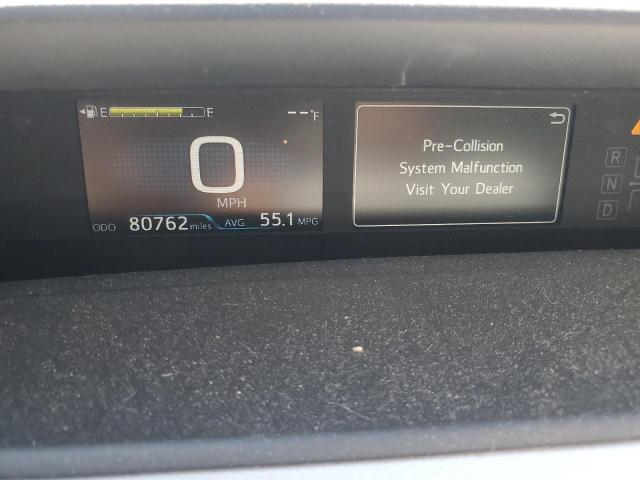 E F --°F
0
MPH
ODO 80762 miles AVG. 55.1 MPG
Pre-Collision
System Malfunction
Visit Your Dealer
R
N
D